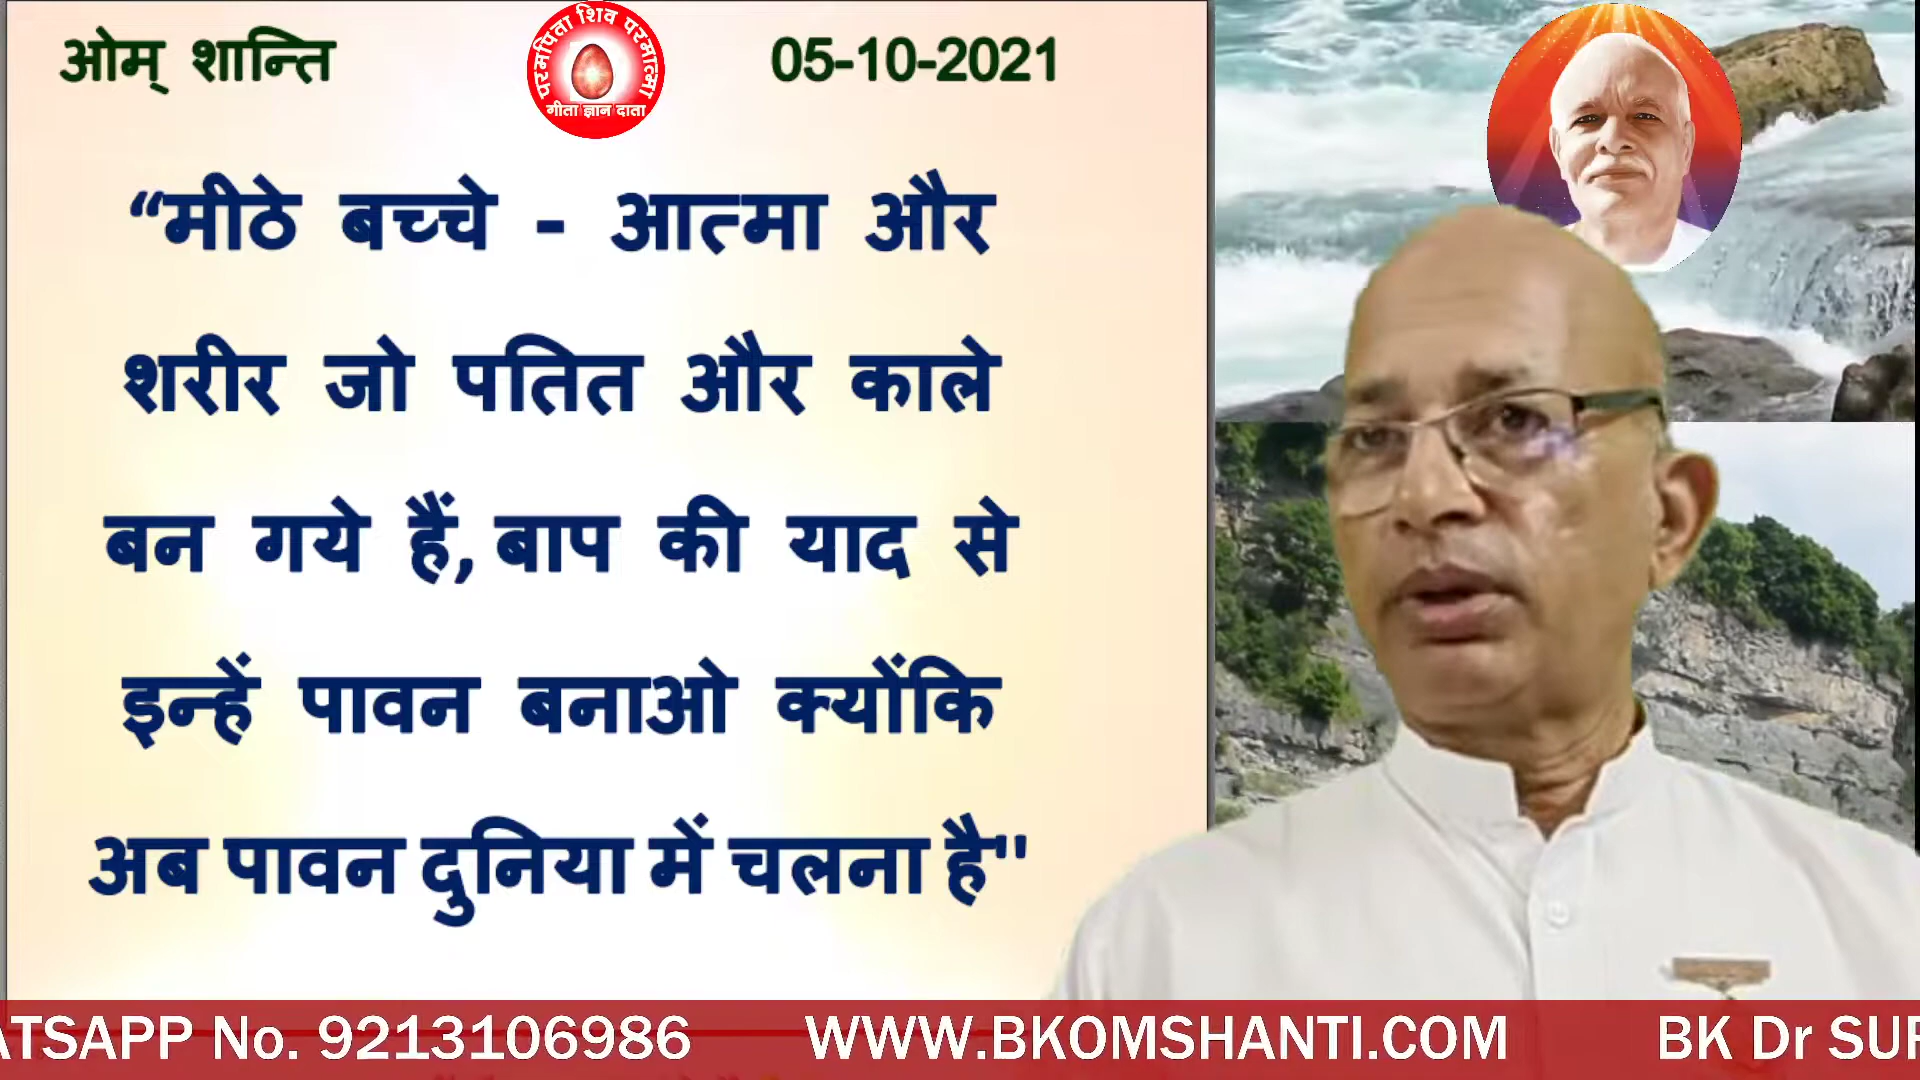 ओम् शान्ति
परमपिता शिव परमात्मा
गीता ज्ञान दाता
05-10-2021
“मीठे बच्चे - आत्मा और
शरीर जो पतित और काले
बन गये हैं, बाप की याद से
इन्हें पावन बनाओ क्योंकि
अब पावन दुनिया में चलना है"
ATSAPP No. 9213106986 WWW.BKOMSHANTI.COM BK Dr SUR